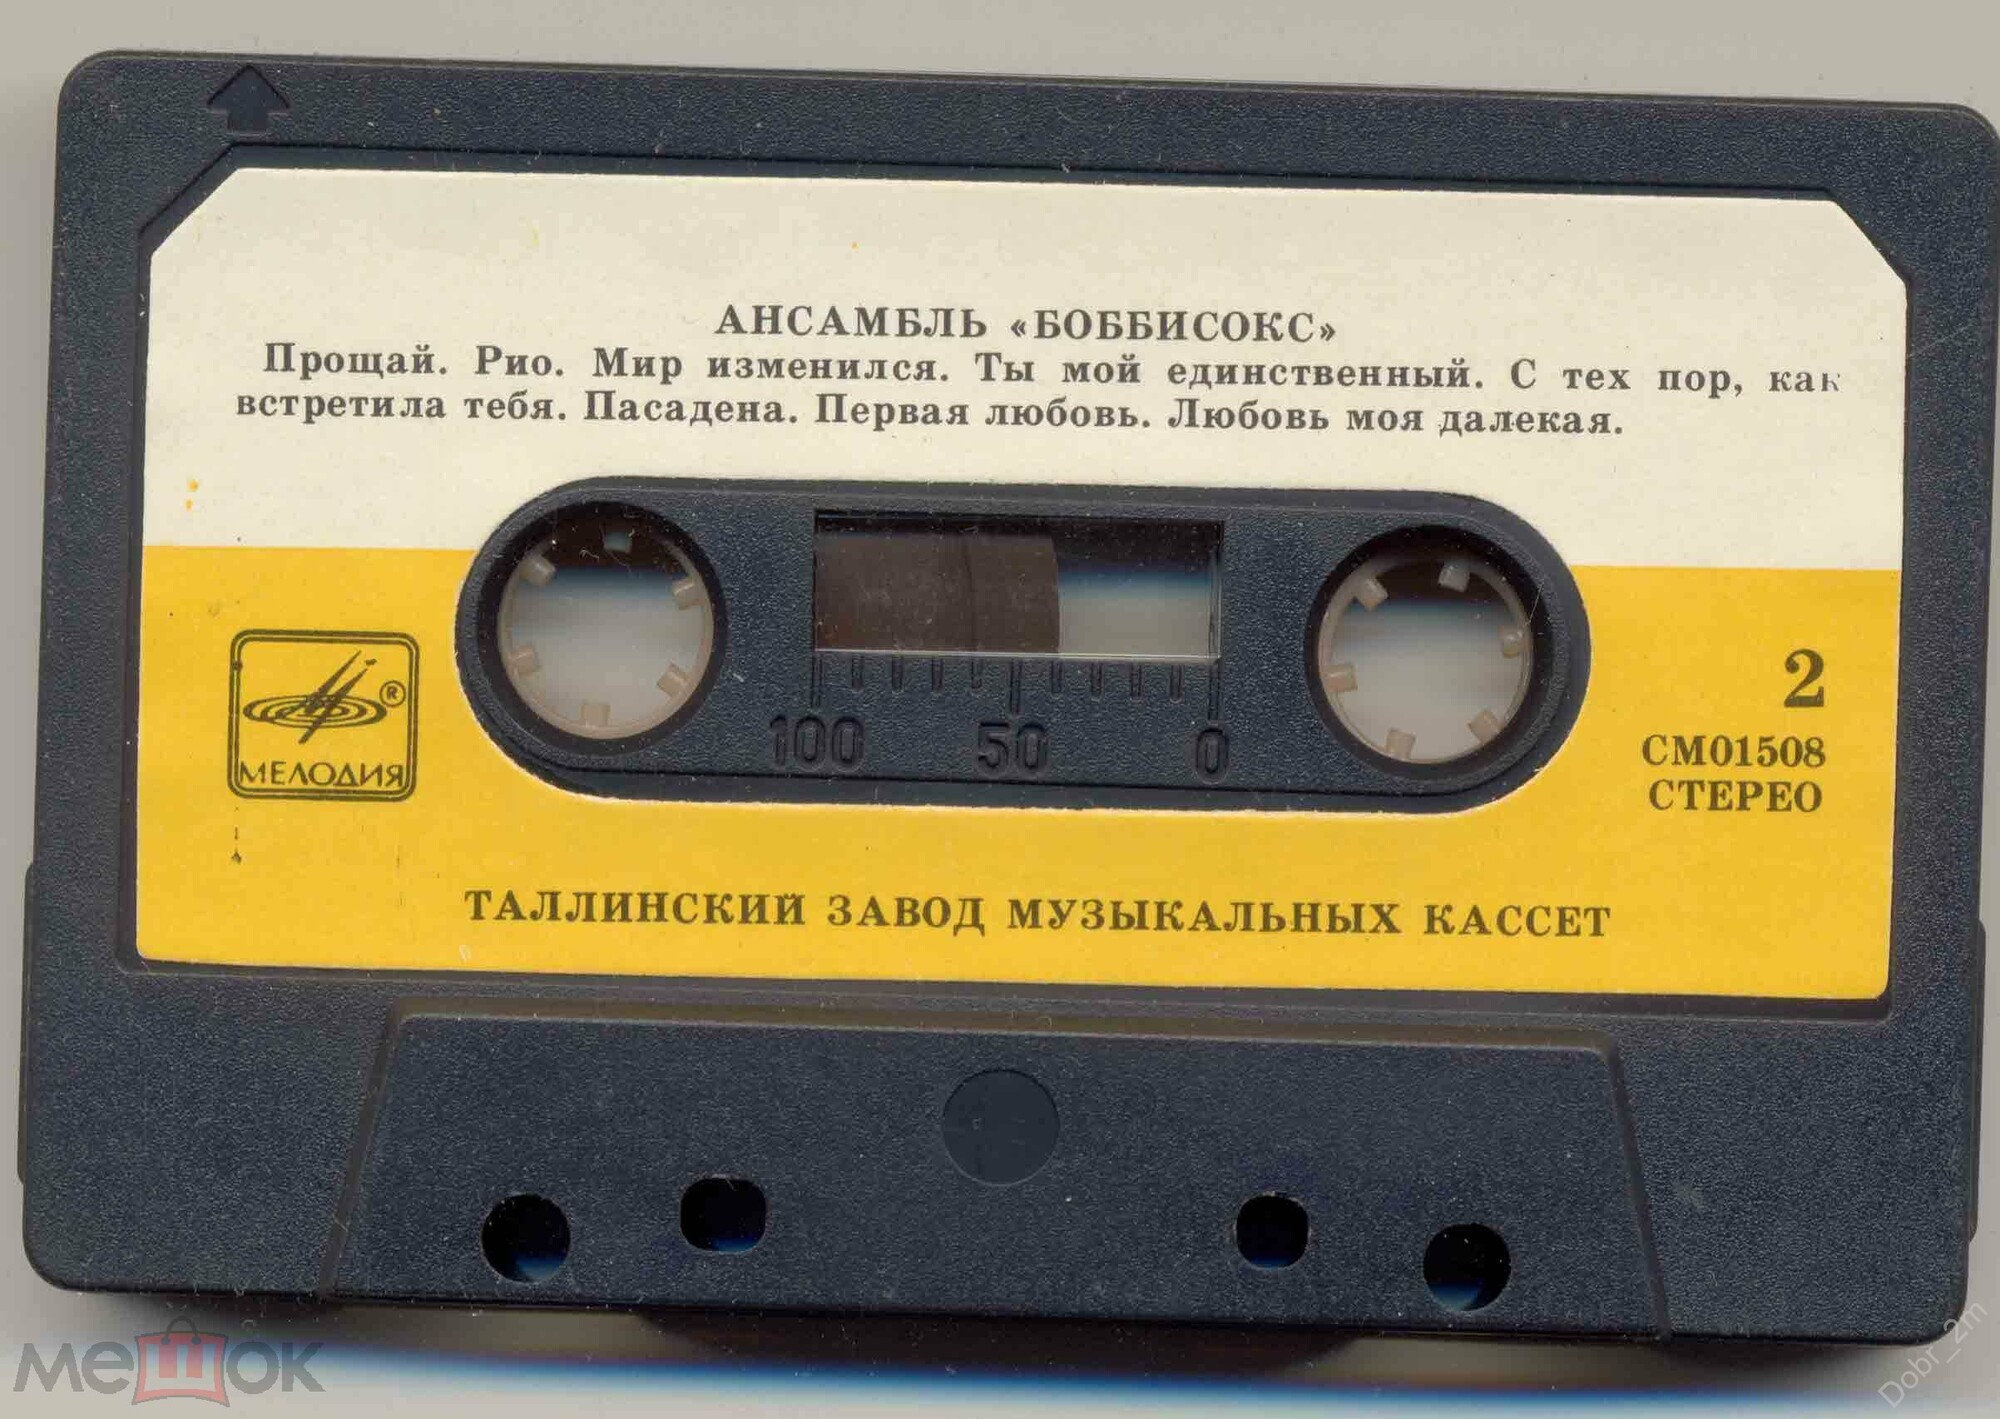 АНСАМБЛЬ «БОББИСОКС»
Прощай. Рио. Мир изменился. Ты мой единственный. С тех пор, как
встретила тебя. Пасадена. Первая любовь. Любовь моя далекая.
100 50 0
®
МЕЛОДИЯ
2
СМ01508
СТЕРЕО
ТАЛЛИНСКИЙ ЗАВОД МУЗЫКАЛЬНЫХ КАССЕТ
мешок
Dobr_2m